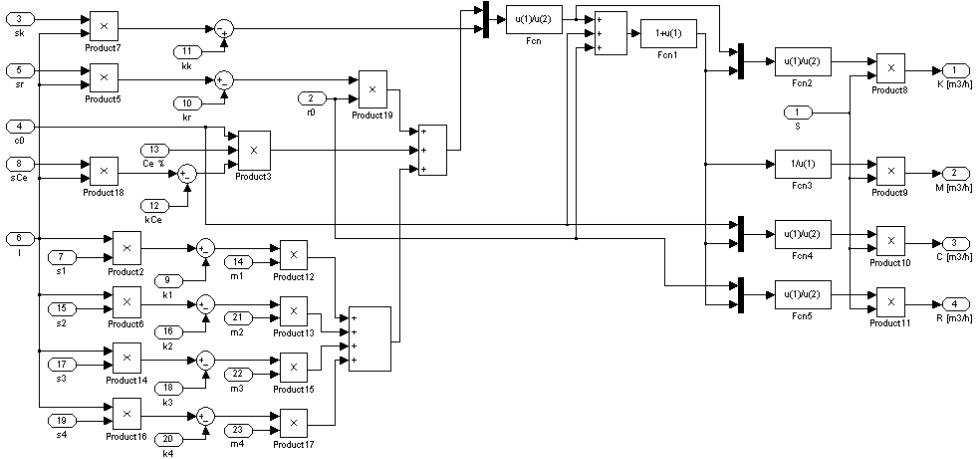 3
sk
×
Product7
−
+
11
kk
5
sr
×
Product5
+
−
10
kr
×
Product19
2
r0
4
c0
13
Ce %
×
Product3
8
sCe
×
Product18
+
−
12
kCe
+
+
+
u(1)/u(2)
Fcn
+
+
+
1+u(1)
Fcn1
u(1)/u(2)
Fcn2
×
Product8
1
K [m3/h]
1
S
1/u(1)
Fcn3
×
Product9
2
M [m3/h]
u(1)/u(2)
Fcn4
×
Product10
3
C [m3/h]
u(1)/u(2)
Fcn5
×
Product11
4
R [m3/h]
6
I
7
s1
×
Product2
+
−
9
k1
14
m1
×
Product12
15
s2
×
Product6
+
−
16
k2
21
m2
×
Product13
17
s3
×
Product14
+
−
18
k3
22
m3
×
Product15
19
s4
×
Product16
+
−
20
k4
23
m4
×
Product17
+
+
+
+